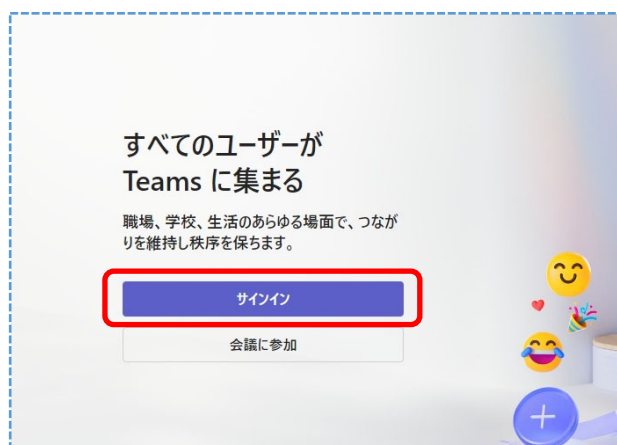 すべてのユーザーが
Teams に集まる
職場、学校、生活のあらゆる場面で、つなが
りを維持し秩序を保ちます。
サインイン
会議に参加